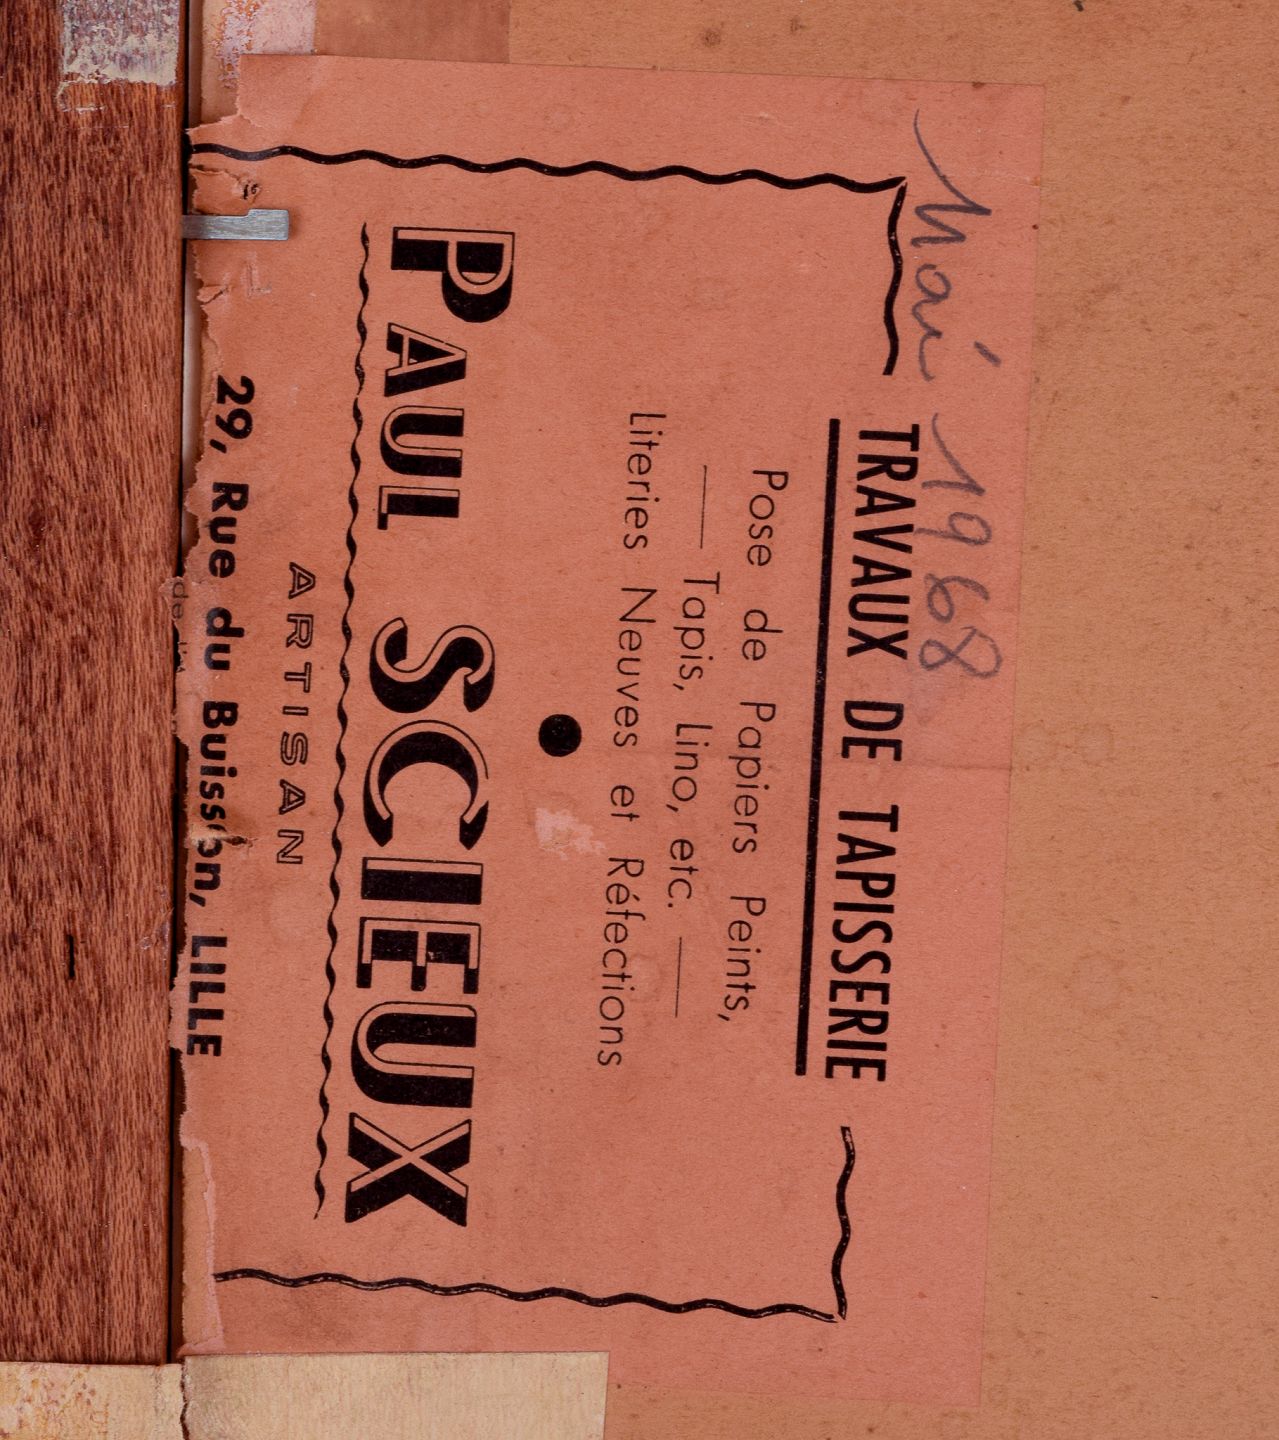 Mai 1968
TRAVAUX DE TAPISSERIE
Pose de Papiers Peints,
Tapis, Lino, etc.
Literies Neuves et Réfections
PAUL SCIEUX
ARTISAN
29, Rue du Buisson, LILLE
de